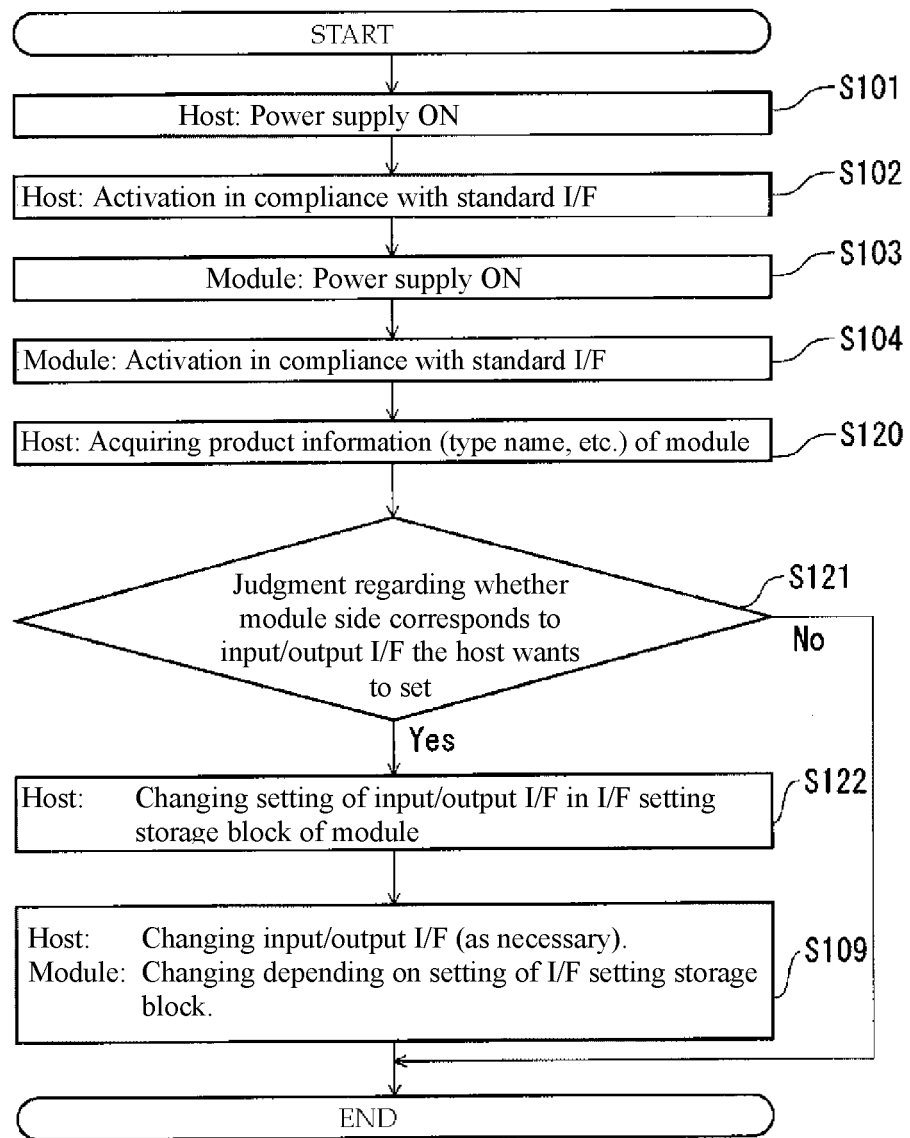 START
S101
Host: Power supply ON
S102
Host: Activation in compliance with standard I/F
S103
Module: Power supply ON
S104
Module: Activation in compliance with standard I/F
S120
Host: Acquiring product information (type name, etc.) of module
S121
Judgment regarding whether
module side corresponds to
input/output I/F the host wants
to set
No
Yes
S122
Host: Changing setting of input/output I/F in I/F setting
storage block of module
S109
Host: Changing input/output I/F (as necessary).
Module: Changing depending on setting of I/F setting storage
block.
END